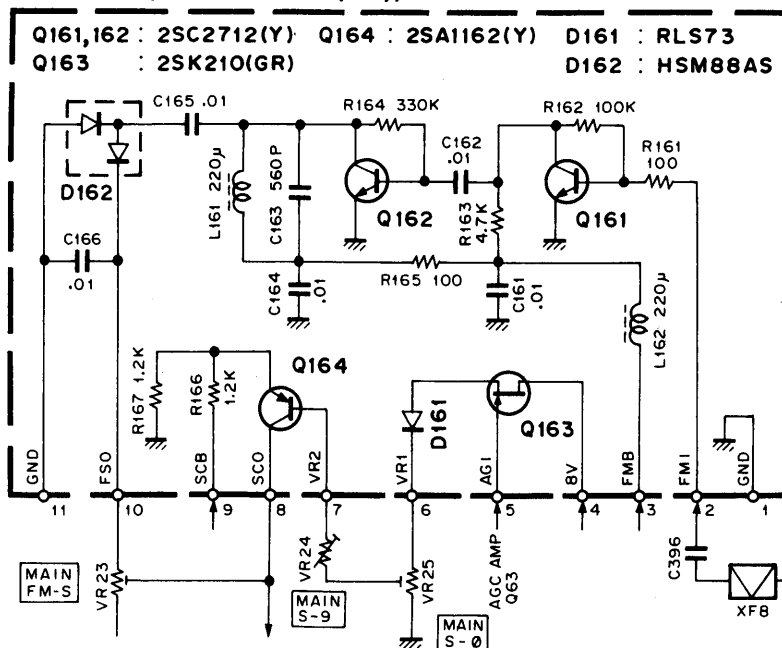 Q161,162 : 2SC2712(Y) Q164 : 2SA1162(Y) D161 : RLS73
Q163 : 2SK210(GR) D162 : HSM88AS
C165 .01
R164 330K
R162 100K
C162 .01
R161 100
D162
L161 220μ
C163 560P
Q162
R163 4.7K
Q161
C166 .01
C164 .01
R165 100
C161 .01
L162 220μ
R167 1.2K
R166 1.2K
Q164
D161
Q163
GND
FSO
SCB
SCO
VR2
VR1
AGI
8V
FMB
FMI
GND
11
10
9
8
7
6
5
4
3
2
1
MAIN FM-S
VR23
VR24
MAIN S-9
VR25
MAIN S-0
AGC AMP Q63
C396
XF8